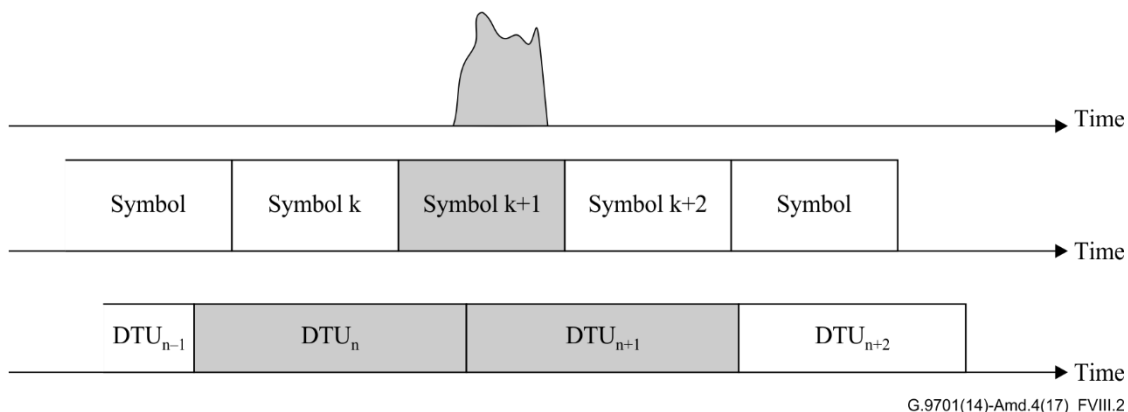 Time
Symbol Symbol k Symbol k+1 Symbol k+2 Symbol
Time
DTUn–1 DTUn DTUn+1 DTUn+2
Time
G.9701(14)-Amd.4(17)_FVIII.2